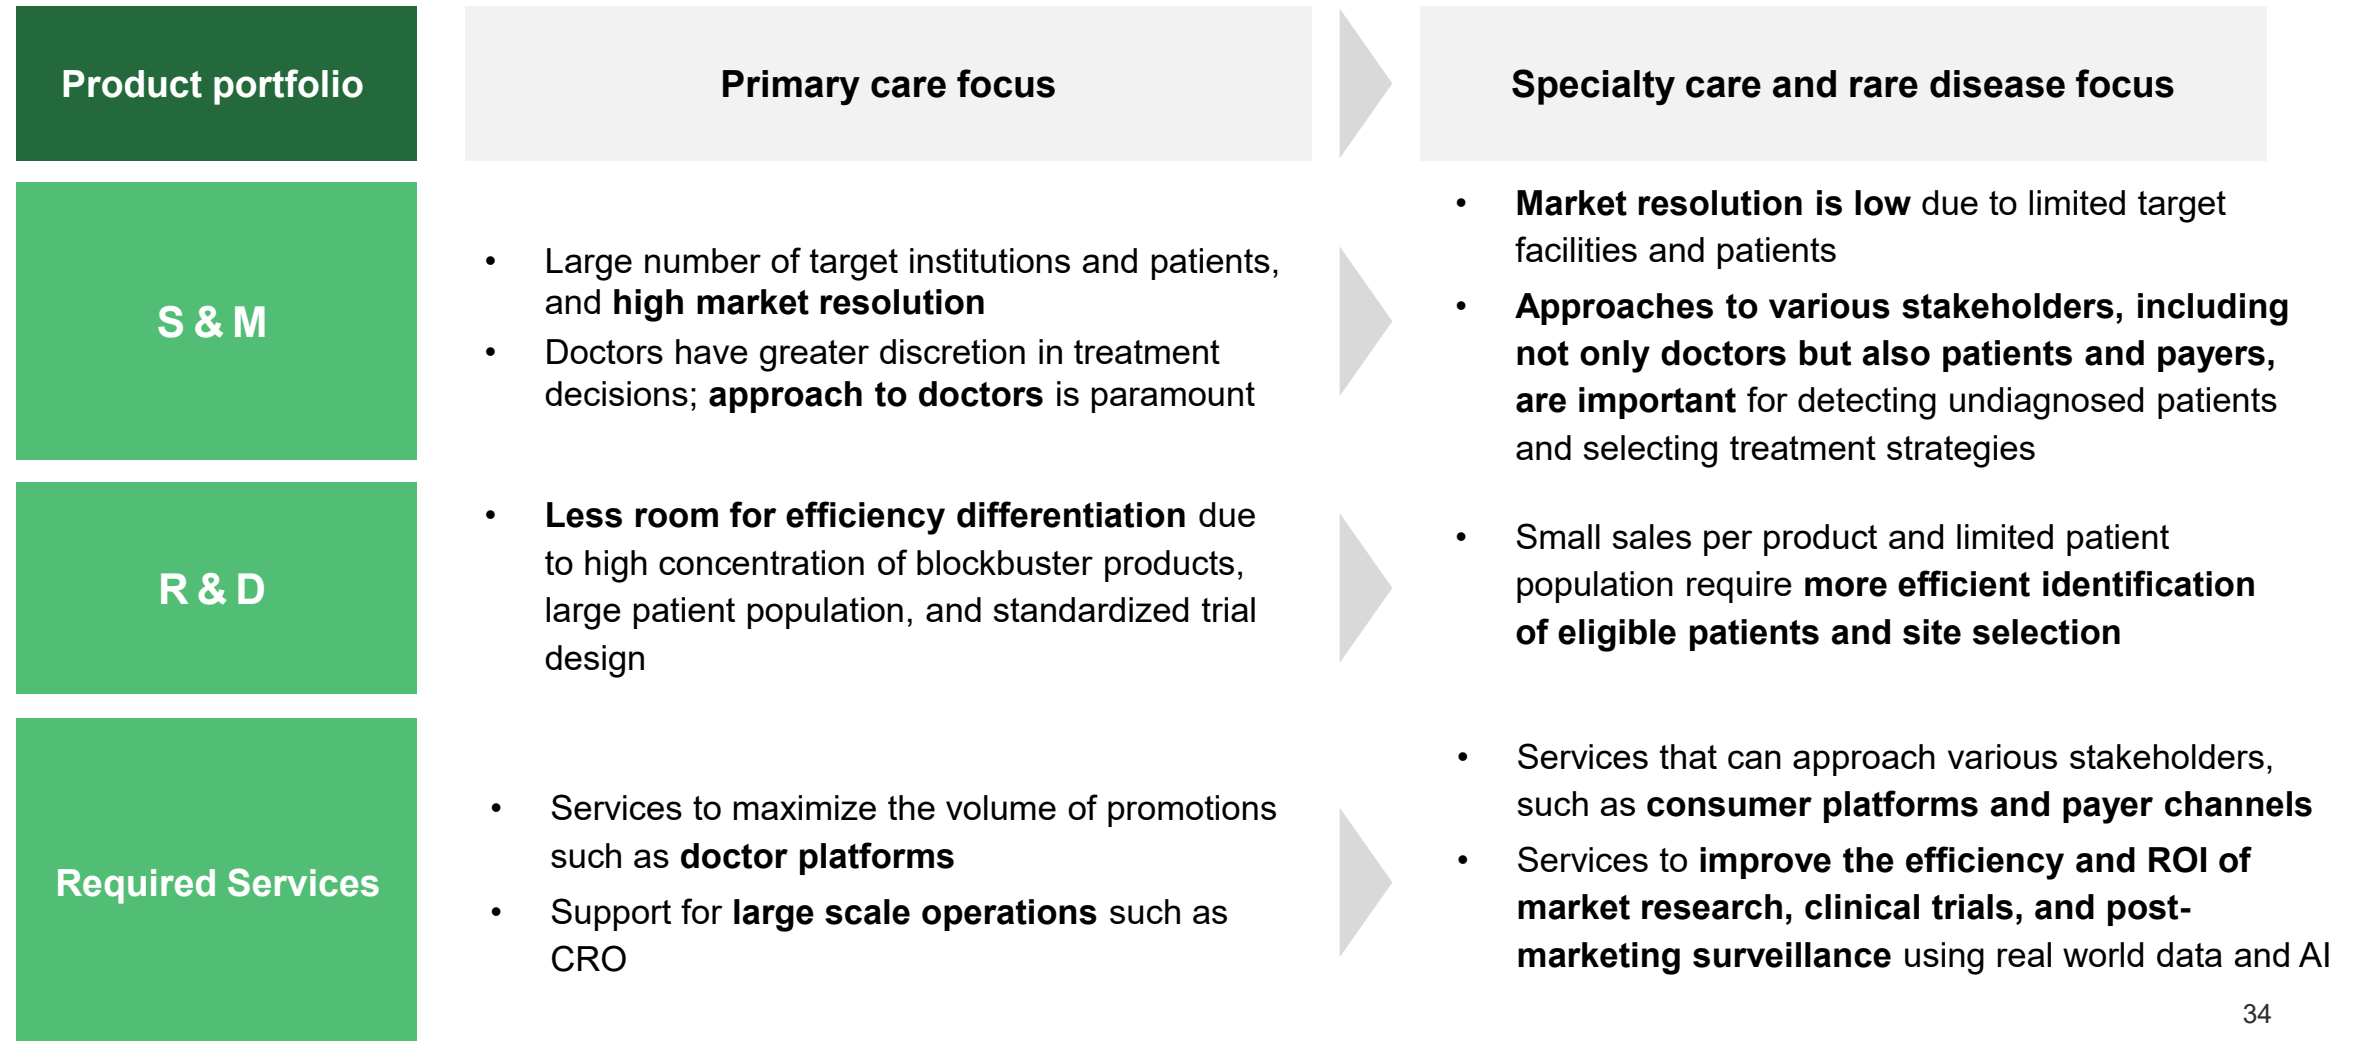 Product portfolio
Primary care focus
Specialty care and rare disease focus
S & M
• Large number of target institutions and patients,
and high market resolution
• Doctors have greater discretion in treatment
decisions; approach to doctors is paramount
• Market resolution is low due to limited target
facilities and patients
• Approaches to various stakeholders, including
not only doctors but also patients and payers,
are important for detecting undiagnosed patients
and selecting treatment strategies
R & D
• Less room for efficiency differentiation due
to high concentration of blockbuster products,
large patient population, and standardized trial
design
• Small sales per product and limited patient
population require more efficient identification
of eligible patients and site selection
Required Services
• Services to maximize the volume of promotions
such as doctor platforms
• Support for large scale operations such as
CRO
• Services that can approach various stakeholders,
such as consumer platforms and payer channels
• Services to improve the efficiency and ROI of
market research, clinical trials, and post-
marketing surveillance using real world data and AI
34